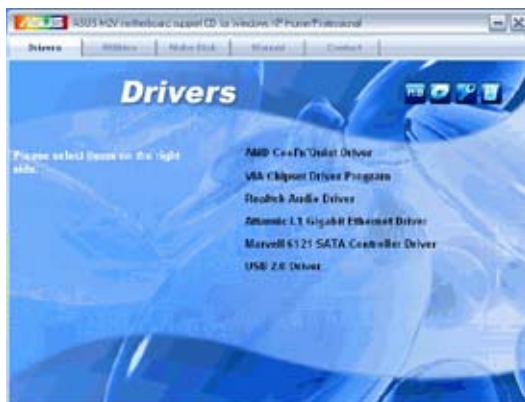 ASUS
ASUS M2V motherboard support CD for Windows XP Home/Professional
Drivers
Utilities
Make Disk
Manual
Contact
Drivers
Please select items on the right
side.
AMD Cool'n'Quiet Driver
VIA Chipset Driver Program
Realtek Audio Driver
Attansic L1 Gigabit Ethernet Driver
Marvell 6121 SATA Controller Driver
USB 2.0 Driver